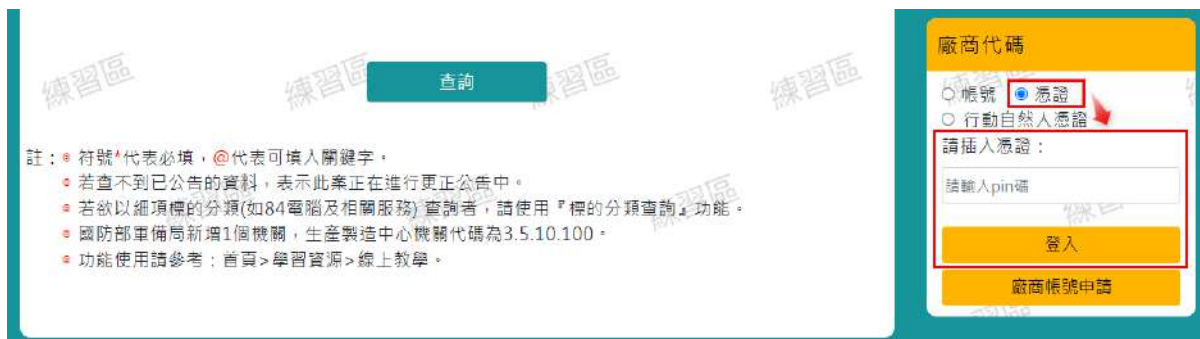 廠商代碼
練習區 練習區 查詢 練習區 練習區
帳號 憑證
行動自然人憑證
請插入憑證：
註：符號*代表必填，@代表可填入關鍵字。
若查不到已公告的資料，表示此案正在進行更正公告中。
請輸入pin碼
若欲以細項標的分類(如84電腦及相關服務) 查詢者，請使用『標的分類查詢』功能。
國防部軍備局新增1個機關，生產製造中心機關代碼為3.5.10.100。
登入
功能使用請參考：首頁>學習資源>線上教學。
廠商帳號申請